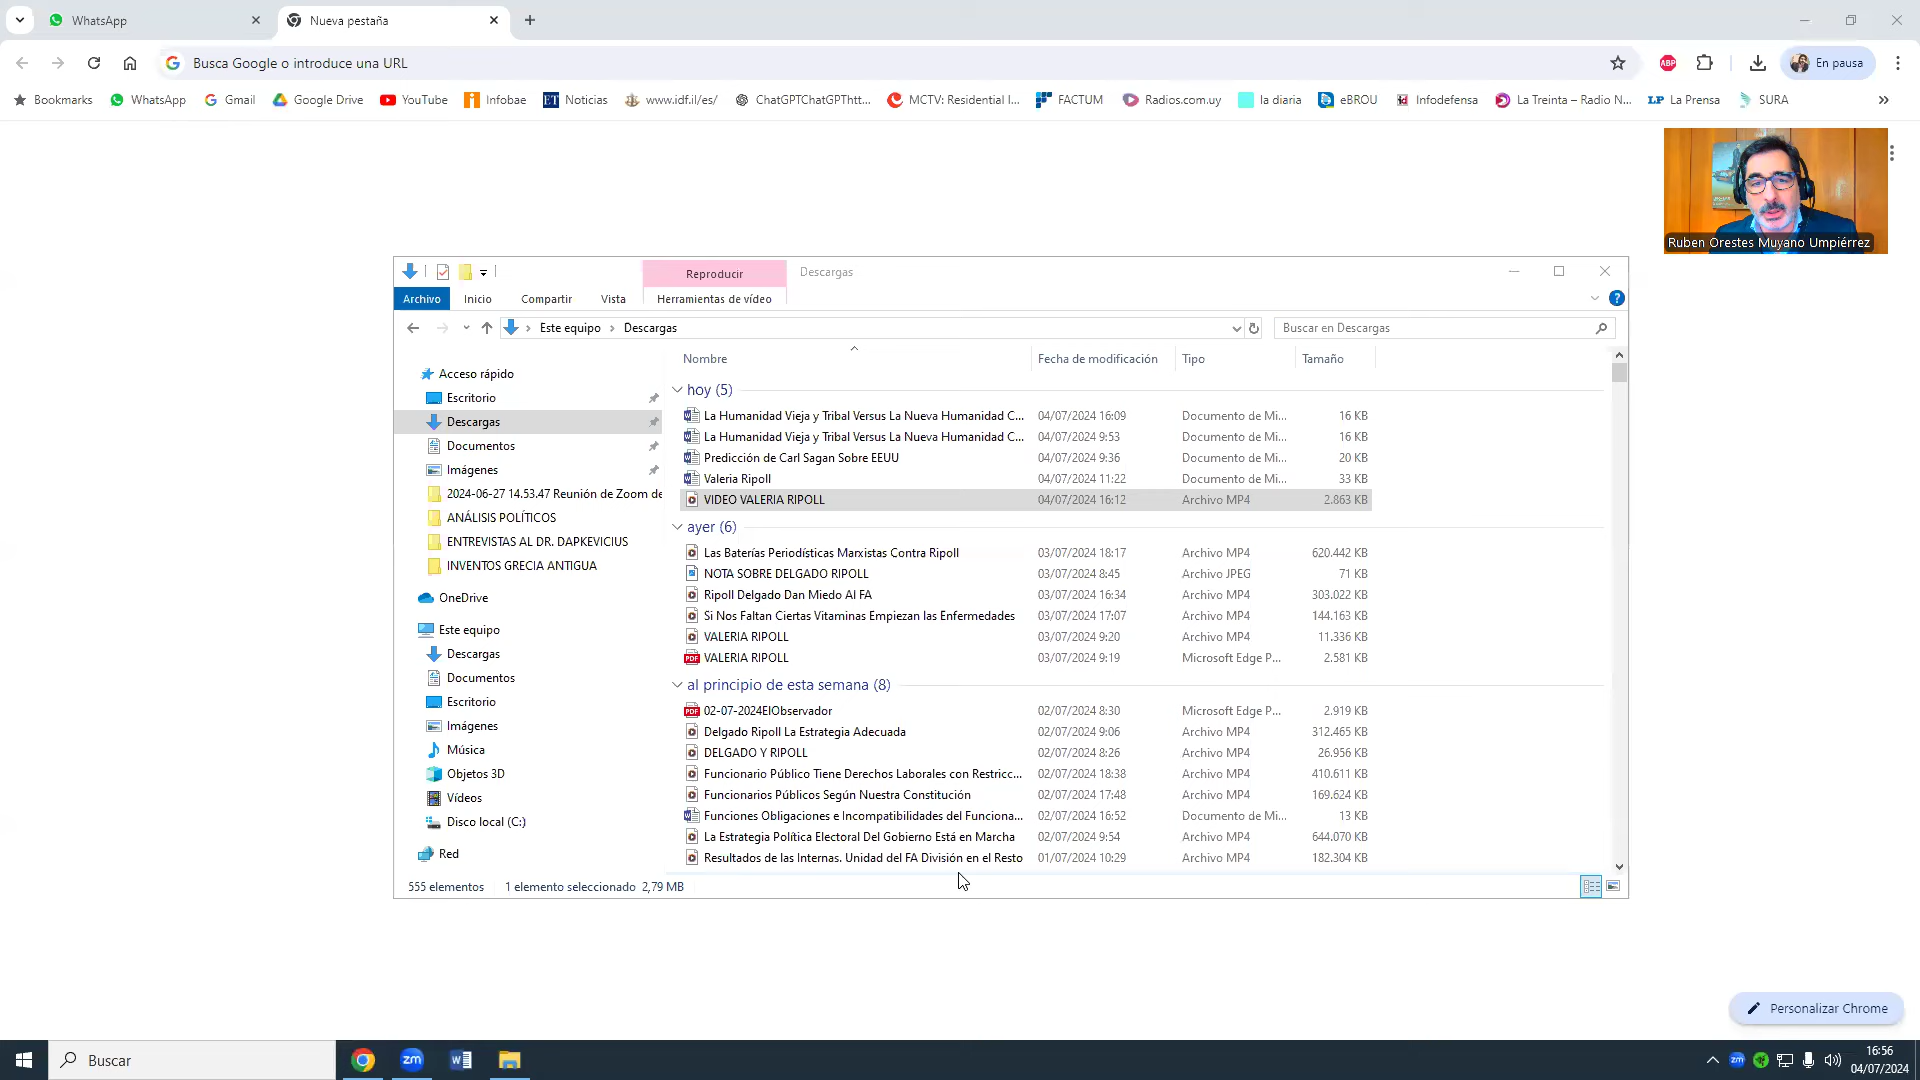 WhatsApp
Nueva pestaña
Busca Google o introduce una URL
ABP
En pausa
Bookmarks
WhatsApp
Gmail
Google Drive
YouTube
Infobae
Noticias
www.idf.il/es/
ChatGPTChatGPThtt...
MCTV: Residential I...
FACTUM
Radios.com.uy
la diaria
eBROU
Infodefensa
La Treinta – Radio N...
La Prensa
SURA
Ruben Orestes Muyano Umpiérrez
Reproducir
Descargas
Archivo
Inicio
Compartir
Vista
Herramientas de vídeo
Este equipo
Descargas
Buscar en Descargas
Acceso rápido
Escritorio
Descargas
Documentos
Imágenes
2024-06-27 14.53.47 Reunión de Zoom de
ANÁLISIS POLÍTICOS
ENTREVISTAS AL DR. DAPKEVICIUS
INVENTOS GRECIA ANTIGUA
OneDrive
Este equipo
Descargas
Documentos
Escritorio
Imágenes
Música
Objetos 3D
Vídeos
Disco local (C:)
Red
Nombre Fecha de modificación Tipo Tamaño
hoy (5)
La Humanidad Vieja y Tribal Versus La Nueva Humanidad C... 04/07/2024 16:09 Documento de Mi... 16 KB
La Humanidad Vieja y Tribal Versus La Nueva Humanidad C... 04/07/2024 9:53 Documento de Mi... 16 KB
Predicción de Carl Sagan Sobre EEUU 04/07/2024 9:36 Documento de Mi... 20 KB
Valeria Ripoll 04/07/2024 11:22 Documento de Mi... 33 KB
VIDEO VALERIA RIPOLL 04/07/2024 16:12 Archivo MP4 2.863 KB
ayer (6)
Las Baterías Periodísticas Marxistas Contra Ripoll 03/07/2024 18:17 Archivo MP4 620.442 KB
NOTA SOBRE DELGADO RIPOLL 03/07/2024 8:45 Archivo JPEG 71 KB
Ripoll Delgado Dan Miedo Al FA 03/07/2024 16:34 Archivo MP4 303.022 KB
Si Nos Faltan Ciertas Vitaminas Empiezan las Enfermedades 03/07/2024 17:07 Archivo MP4 144.163 KB
VALERIA RIPOLL 03/07/2024 9:20 Archivo MP4 11.336 KB
VALERIA RIPOLL 03/07/2024 9:19 Microsoft Edge P... 2.581 KB
al principio de esta semana (8)
02-07-2024ElObservador 02/07/2024 8:30 Microsoft Edge P... 2.919 KB
Delgado Ripoll La Estrategia Adecuada 02/07/2024 9:06 Archivo MP4 312.465 KB
DELGADO Y RIPOLL 02/07/2024 8:26 Archivo MP4 26.956 KB
Funcionario Público Tiene Derechos Laborales con Restricc... 02/07/2024 18:38 Archivo MP4 410.611 KB
Funcionarios Públicos Según Nuestra Constitución 02/07/2024 17:48 Archivo MP4 169.624 KB
Funciones Obligaciones e Incompatibilidades del Funciona... 02/07/2024 16:52 Documento de Mi... 13 KB
La Estrategia Política Electoral Del Gobierno Está en Marcha 02/07/2024 9:54 Archivo MP4 644.070 KB
Resultados de las Internas. Unidad del FA División en el Resto 01/07/2024 10:29 Archivo MP4 182.304 KB
555 elementos 1 elemento seleccionado 2,79 MB
Personalizar Chrome
Buscar
zm
16:56
04/07/2024